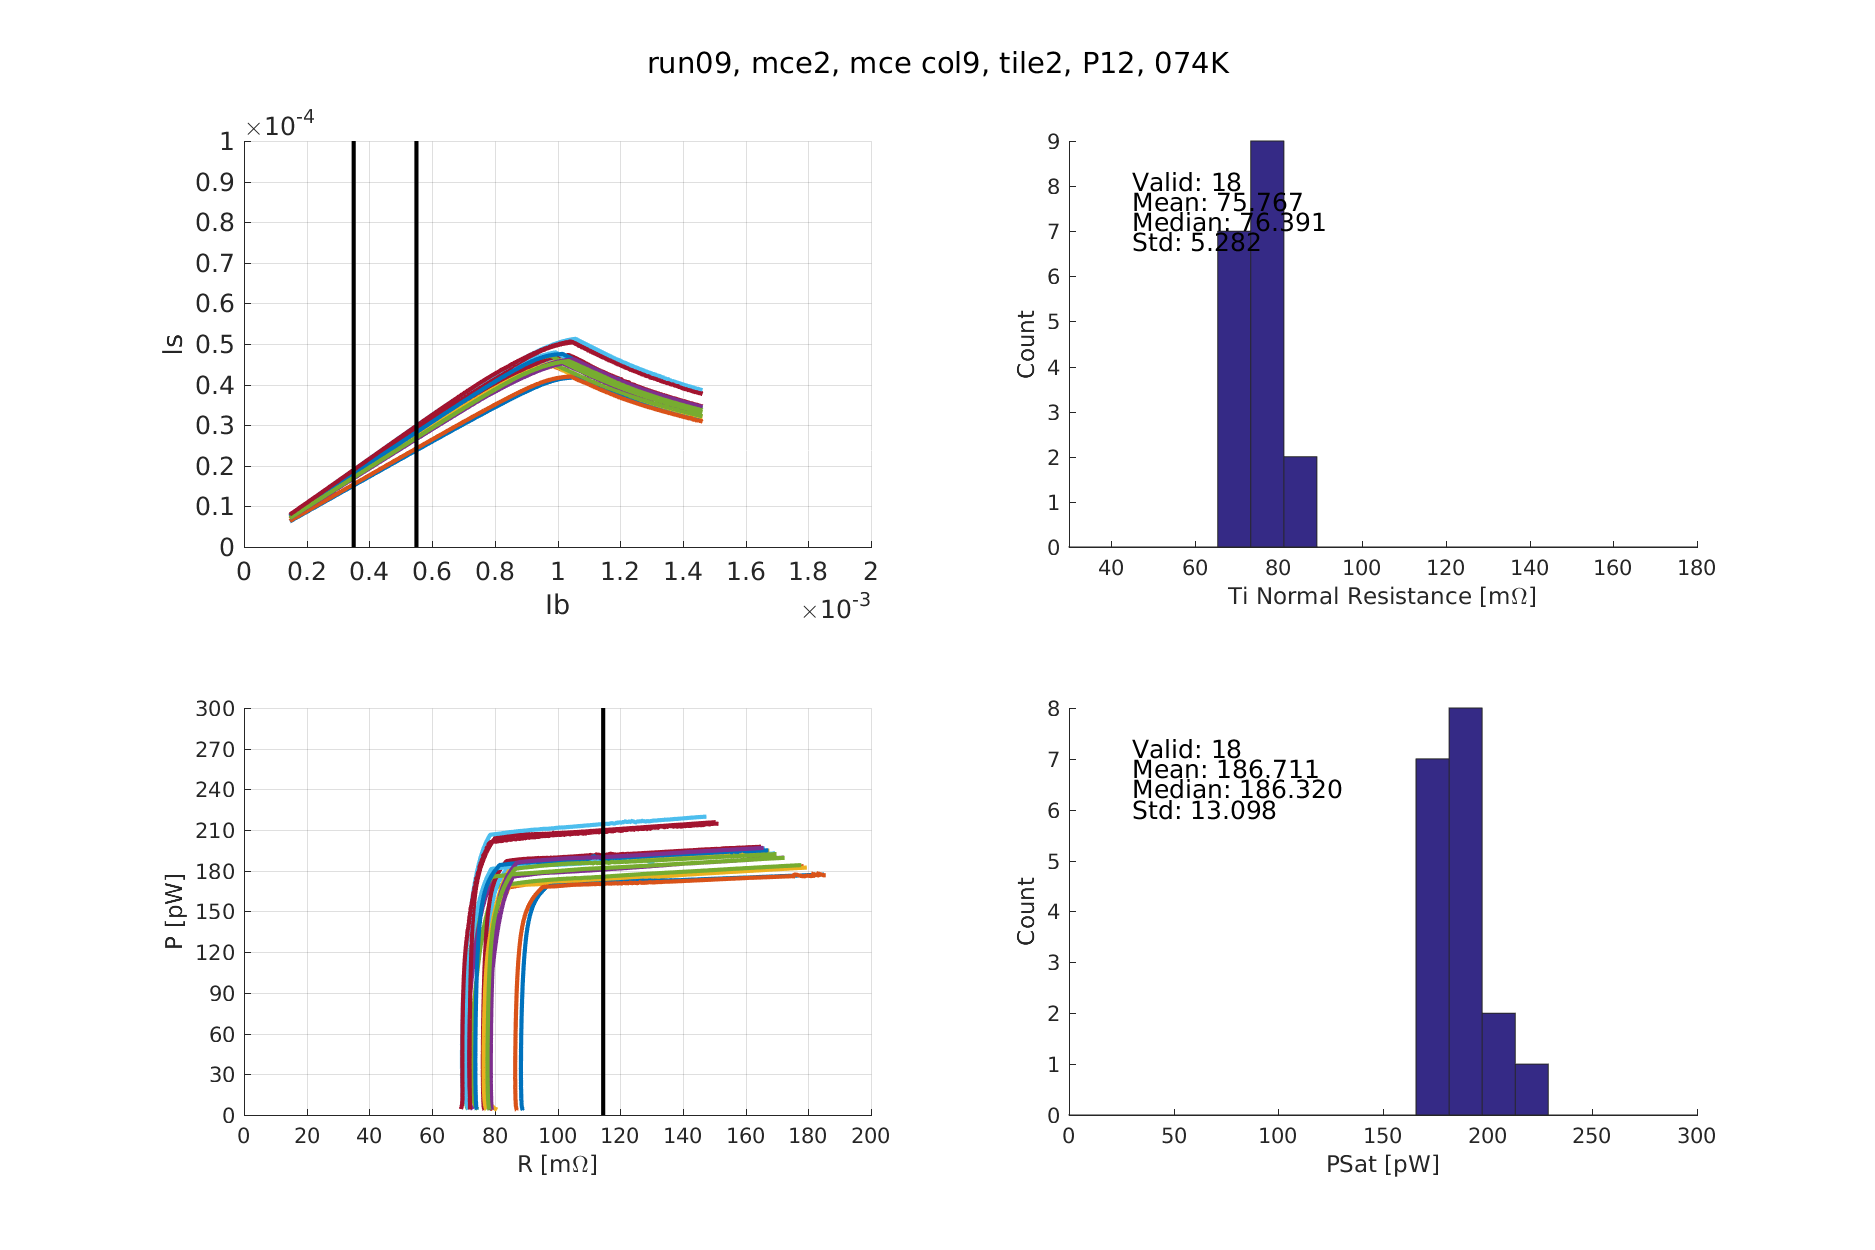 run09, mce2, mce col9, tile2, P12, 074K
×10^-4
1
0.9
0.8
0.7
0.6
0.5
0.4
0.3
0.2
0.1
0
Is
0 0.2 0.4 0.6 0.8 1 1.2 1.4 1.6 1.8 2
Ib
×10^-3
9
8
7
6
5
4
3
2
1
0
Count
Valid: 18
Mean: 75.767
Median: 76.391
Std: 5.282
40 60 80 100 120 140 160 180
Ti Normal Resistance [mΩ]
300
270
240
210
180
150
120
90
60
30
0
P [pW]
0 20 40 60 80 100 120 140 160 180 200
R [mΩ]
8
7
6
5
4
3
2
1
0
Count
Valid: 18
Mean: 186.711
Median: 186.320
Std: 13.098
0 50 100 150 200 250 300
PSat [pW]